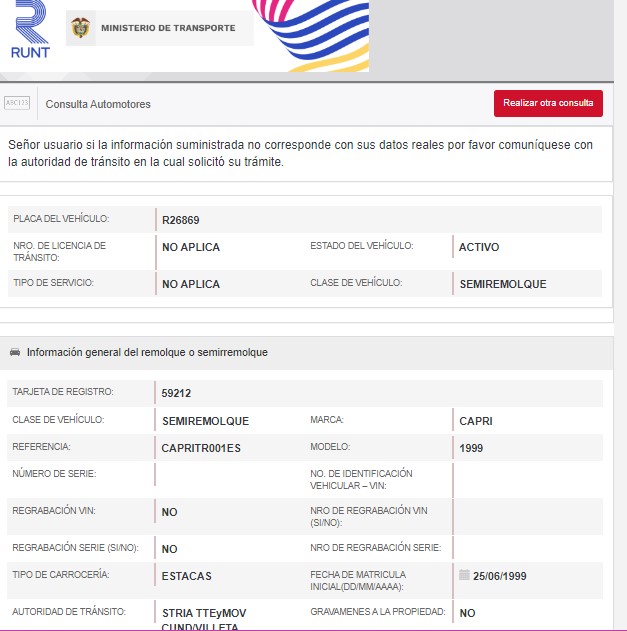 RUNT
MINISTERIO DE TRANSPORTE
ABC123
Consulta Automotores
Realizar otra consulta
Señor usuario si la información suministrada no corresponde con sus datos reales por favor comuníquese con
la autoridad de tránsito en la cual solicitó su trámite.
PLACA DEL VEHÍCULO: R26869
NRO. DE LICENCIA DE TRÁNSITO: NO APLICA ESTADO DEL VEHÍCULO: ACTIVO
TIPO DE SERVICIO: NO APLICA CLASE DE VEHÍCULO: SEMIREMOLQUE
Información general del remolque o semirremolque
TARJETA DE REGISTRO: 59212
CLASE DE VEHÍCULO: SEMIREMOLQUE MARCA: CAPRI
REFERENCIA: CAPRITR001ES MODELO: 1999
NÚMERO DE SERIE: NO. DE IDENTIFICACIÓN VEHICULAR – VIN:
REGRABACIÓN VIN: NO NRO DE REGRABACIÓN VIN (SI/NO):
REGRABACIÓN SERIE (SI/NO): NO NRO DE REGRABACIÓN SERIE:
TIPO DE CARROCERÍA: ESTACAS FECHA DE MATRICULA INICIAL(DD/MM/AAAA): 25/06/1999
AUTORIDAD DE TRÁNSITO: STRIA TTEyMOV CUND/VILLETA GRAVAMENES A LA PROPIEDAD: NO